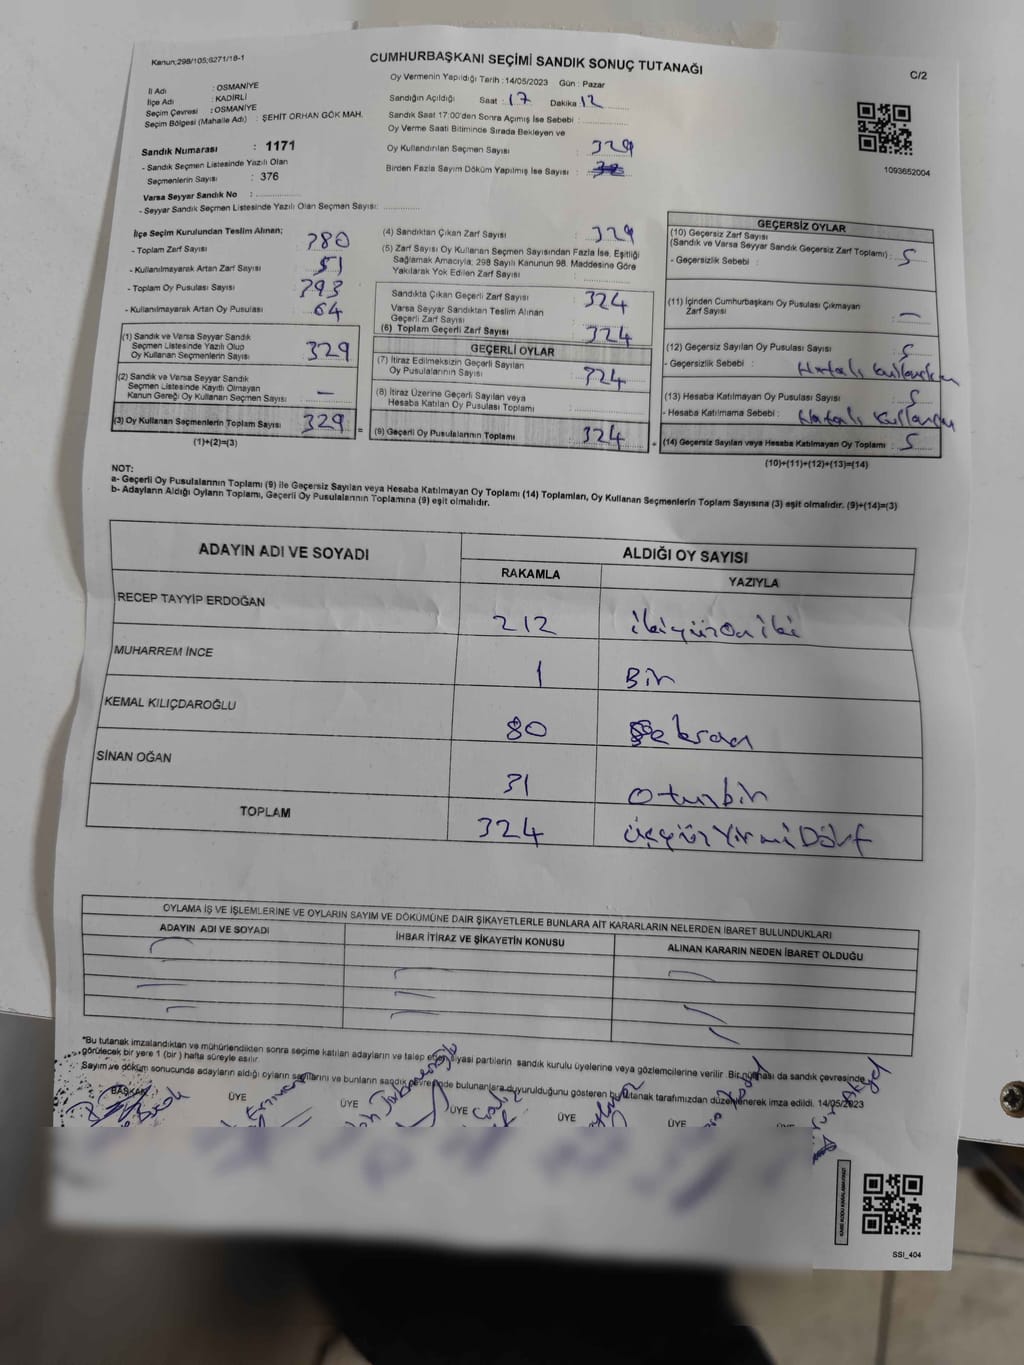 Kanun;298/105;6271/16-1
CUMHURBAŞKANI SEÇİMİ SANDIK SONUÇ TUTANAĞI
C/2
İl Adı : OSMANİYE
İlçe Adı : KADİRLİ
Seçim Çevresi : OSMANİYE
Seçim Bölgesi (Mahalle Adı) : ŞEHİT ORHAN GÖK MAH.
Sandık Numarası : 1171
- Sandık Seçmen Listesinde Yazılı Olan
Seçmenlerin Sayısı : 376
Varsa Seyyar Sandık No : ............
- Seyyar Sandık Seçmen Listesinde Yazılı Olan Seçmen Sayısı: ............
Oy Vermenin Yapıldığı Tarih : 14/05/2023 Gün : Pazar
Sandığın Açıldığı Saat : 17 Dakika 12
Sandık Saat 17:00'den Sonra Açımış İse Sebebi : ............
Oy Verme Saati Bitiminde Sırada Bekleyen ve
Oy Kullandırılan Seçmen Sayısı : 329
Birden Fazla Sayım Döküm Yapılmış İse Sayısı :
1093652004
İlçe Seçim Kurulundan Teslim Alınan;
- Toplam Zarf Sayısı 380
- Kullanılmayarak Artan Zarf Sayısı 51
- Toplam Oy Pusulası Sayısı 393
- Kullanılmayarak Artan Oy Pusulası 64
(1) Sandık ve Varsa Seyyar Sandık
Seçmen Listesinde Yazılı Olup
Oy Kullanan Seçmenlerin Sayısı : 329
(2) Sandık ve Varsa Seyyar Sandık
Seçmen Listesinde Kayıtlı Olmayan
Kanun Gereği Oy Kullanan Seçmen Sayısı : —
(3) Oy Kullanan Seçmenlerin Toplam Sayısı : 329
(1)+(2)=(3)
(4) Sandıktan Çıkan Zarf Sayısı : 329
(5) Zarf Sayısı Oy Kullanan Seçmen Sayısından Fazla İse, Eşitliği
Sağlamak Amacıyla; 298 Sayılı Kanunun 98. Maddesine Göre
Yakılarak Yok Edilen Zarf Sayısı
Sandıkta Çıkan Geçerli Zarf Sayısı : 324
Varsa Seyyar Sandıktan Teslim Alınan
Geçerli Zarf Sayısı
(6) Toplam Geçerli Zarf Sayısı : 324
GEÇERLİ OYLAR
(7) İtiraz Edilmeksizin Geçerli Sayılan
Oy Pusulalarının Sayısı : 324
(8) İtiraz Üzerine Geçerli Sayılan veya
Hesaba Katılan Oy Pusulası Toplamı :
(9) Geçerli Oy Pusulalarının Toplamı : 324
GEÇERSİZ OYLAR
(10) Geçersiz Zarf Sayısı
(Sandık ve Varsa Seyyar Sandık Geçersiz Zarf Toplamı) : 5
- Geçersizlik Sebebi :
(11) İçinden Cumhurbaşkanı Oy Pusulası Çıkmayan
Zarf Sayısı —
(12) Geçersiz Sayılan Oy Pusulası Sayısı : 5
- Geçersizlik Sebebi : Hatalı
(13) Hesaba Katılmayan Oy Pusulası Sayısı : 5
- Hesaba Katılmama Sebebi : Hatalı
(14) Geçersiz Sayılan veya Hesaba Katılmayan Oy Toplamı : 5
(10)+(11)+(12)+(13)=(14)
NOT:
a- Geçerli Oy Pusulalarının Toplamı (9) ile Geçersiz Sayılan veya Hesaba Katılmayan Oy Toplamı (14) Toplamları, Oy Kullanan Seçmenlerin Toplam Sayısına (3) eşit olmalıdır. (9)+(14)=(3)
b- Adayların Aldığı Oyların Toplamı, Geçerli Oy Pusulalarının Toplamına (9) eşit olmalıdır.
ADAYIN ADI VE SOYADI ALDIĞI OY SAYISI
RAKAMLA YAZIYLA
RECEP TAYYİP ERDOĞAN 212 ikiyüzoniki
MUHARREM İNCE 1 Bir
KEMAL KILIÇDAROĞLU 80 Seksen
SİNAN OĞAN 31 Otuzbir
TOPLAM 324 ÜçyüzYirmiDört
OYLAMA İŞ VE İŞLEMLERİNE VE OYLARIN SAYIM VE DÖKÜMÜNE DAİR ŞİKAYETLERLE BUNLARA AİT KARARLARIN NELERDEN İBARET BULUNDUKLARI
ADAYIN ADI VE SOYADI İHBAR İTİRAZ VE ŞİKAYETİN KONUSU ALINAN KARARIN NEDEN İBARET OLDUĞU
*Bu tutanak imzalandıktan ve mühürlendikten sonra seçime katılan adayların ve talep eden siyasi partilerin sandık kurulu üyelerine veya gözlemcilerine verilir. Bir nüshası da sandık çevresinde
görülecek bir yere 1 (bir) hafta süreyle asılır.
Sayım ve döküm sonucunda adayların aldığı oyların sayılarını ve bunların sandık çevresinde bulunanlara duyurulduğunu gösteren bu tutanak tarafımızdan düzenlenerek imza edildi. 14/05/2023
BAŞKAN ÜYE ÜYE ÜYE ÜYE ÜYE
SSI_404